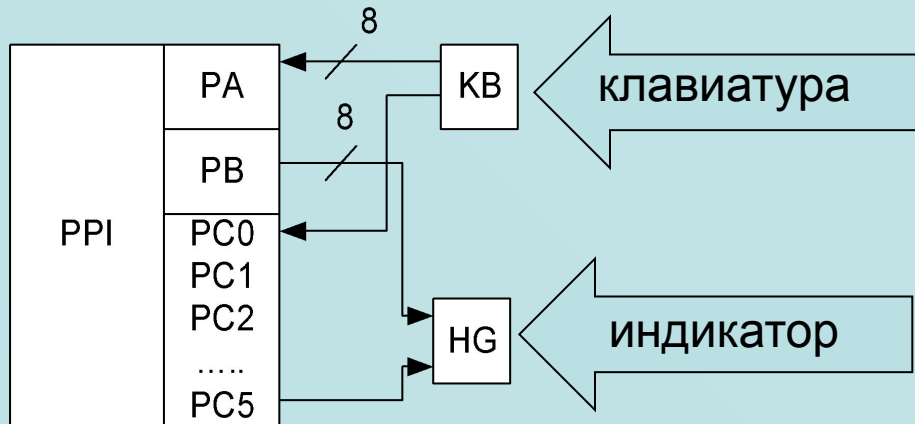 8
PA
KB
клавиатура
8
PB
PPI
PC0
PC1
PC2
HG
индикатор
.....
PC5